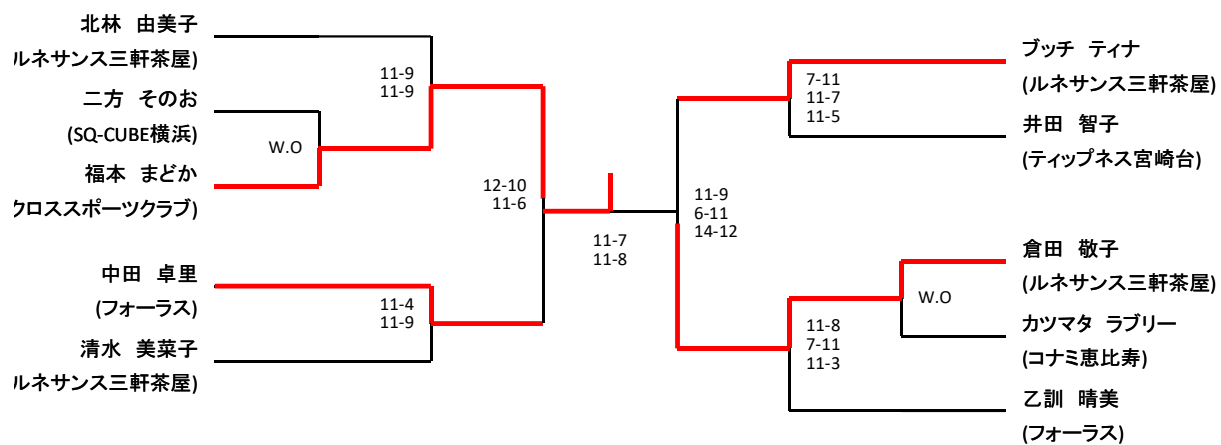 北林 由美子
ルネサンス三軒茶屋)
二方 そのお
(SQ-CUBE横浜)
福本 まどか
クロススポーツクラブ)
中田 卓里
(フォーラス)
清水 美菜子
ルネサンス三軒茶屋)
W.O
11-9
11-9
11-4
11-9
12-10
11-6
11-7
11-8
11-9
6-11
14-12
7-11
11-7
11-5
11-8
7-11
11-3
W.O
ブッチ ティナ
(ルネサンス三軒茶屋)
井田 智子
(ティップネス宮崎台)
倉田 敬子
(ルネサンス三軒茶屋)
カツマタ ラブリー
(コナミ恵比寿)
乙訓 晴美
(フォーラス)